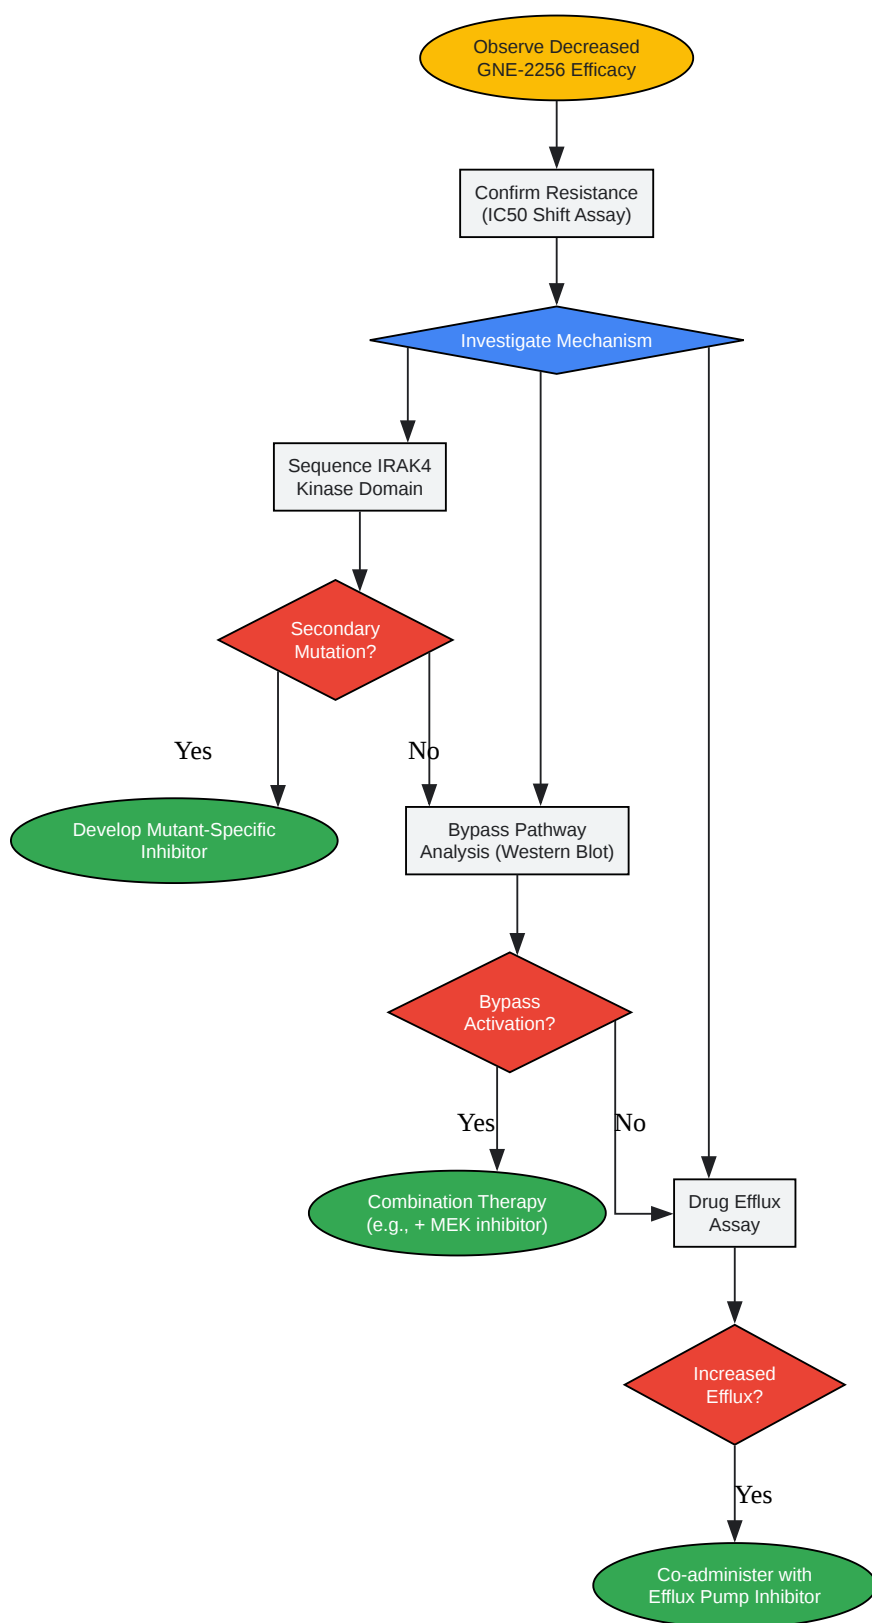 Observe Decreased
GNE-2256 Efficacy
Confirm Resistance
(IC50 Shift Assay)
Investigate Mechanism
Sequence IRAK4
Kinase Domain
Secondary
Mutation?
Yes
No
Develop Mutant-Specific
Inhibitor
Bypass Pathway
Analysis (Western Blot)
Bypass
Activation?
Yes
No
Combination Therapy
(e.g., + MEK inhibitor)
Drug Efflux
Assay
Increased
Efflux?
Yes
Co-administer with
Efflux Pump Inhibitor